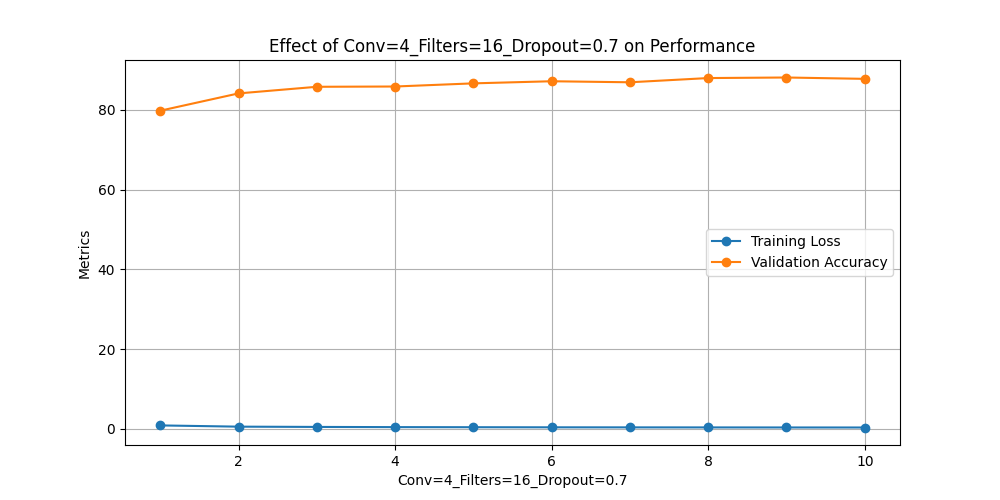 Effect of Conv=4_Filters=16_Dropout=0.7 on Performance
80
60
40
20
0
Metrics
Training Loss
Validation Accuracy
2 4 6 8 10
Conv=4_Filters=16_Dropout=0.7